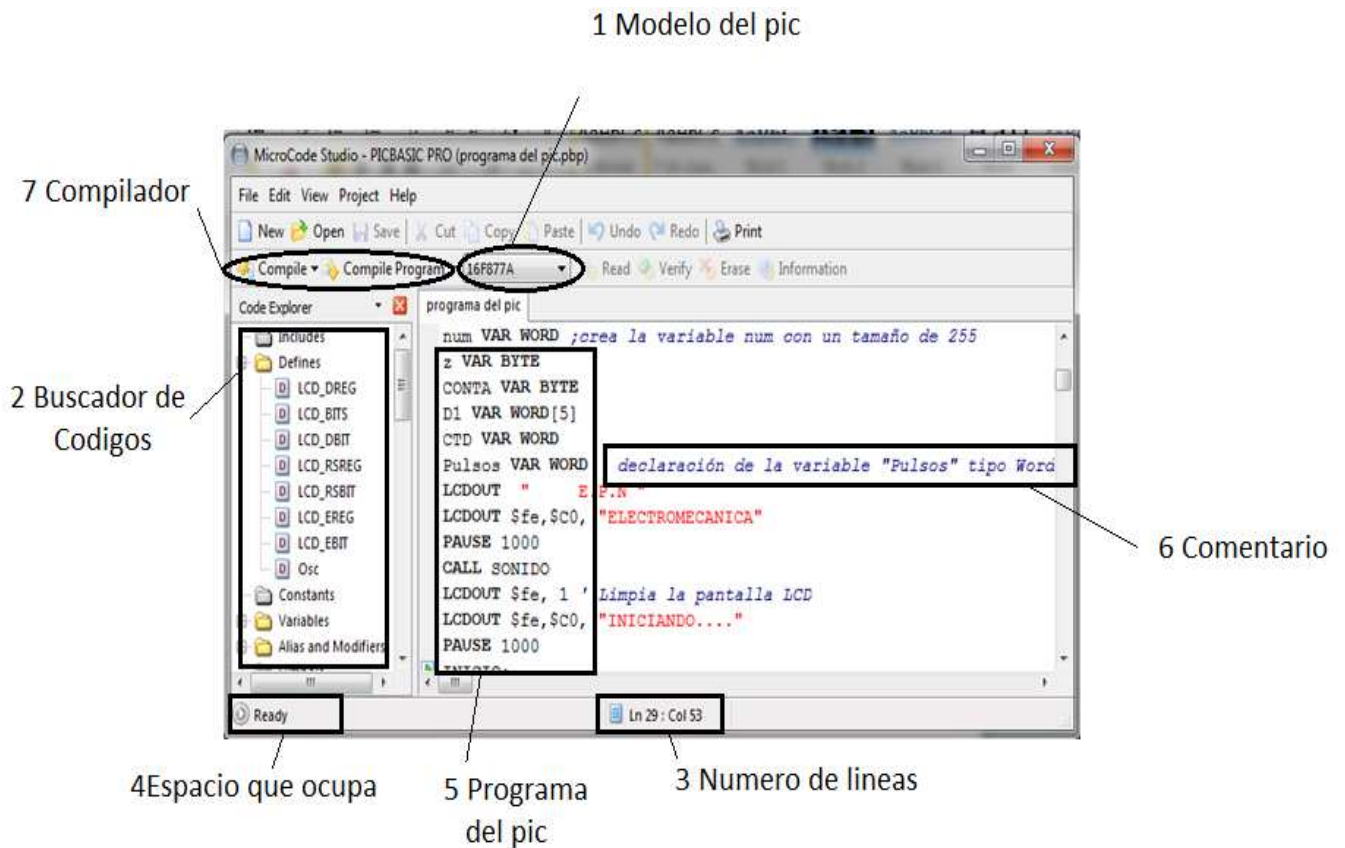 1 Modelo del pic
MicroCode Studio - PICBASIC PRO (programa del pic.pbp)
7 Compilador
File Edit View Project Help
New Open Save Cut Copy Paste Undo Redo Print
Compile Compile Program 16F877A Read Verify Erase Information
Code Explorer
programa del pic
Includes
Defines
LCD_DREG
LCD_BITS
LCD_DBIT
LCD_RSREG
LCD_RSBIT
LCD_EREG
LCD_EBIT
Osc
Constants
Variables
Alias and Modifiers
2 Buscador de
Codigos
num VAR WORD ;crea la variable num con un tamaño de 255
z VAR BYTE
CONTA VAR BYTE
D1 VAR WORD[5]
CTD VAR WORD
Pulsos VAR WORD declaración de la variable "Pulsos" tipo Word
LCDOUT " E.P.N "
LCDOUT $fe,$C0, "ELECTROMECANICA"
PAUSE 1000
CALL SONIDO
LCDOUT $fe, 1 ' Limpia la pantalla LCD
LCDOUT $fe,$C0, "INICIANDO...."
PAUSE 1000
INICIO:
6 Comentario
Ready
Ln 29 : Col 53
4Espacio que ocupa
5 Programa
del pic
3 Numero de lineas